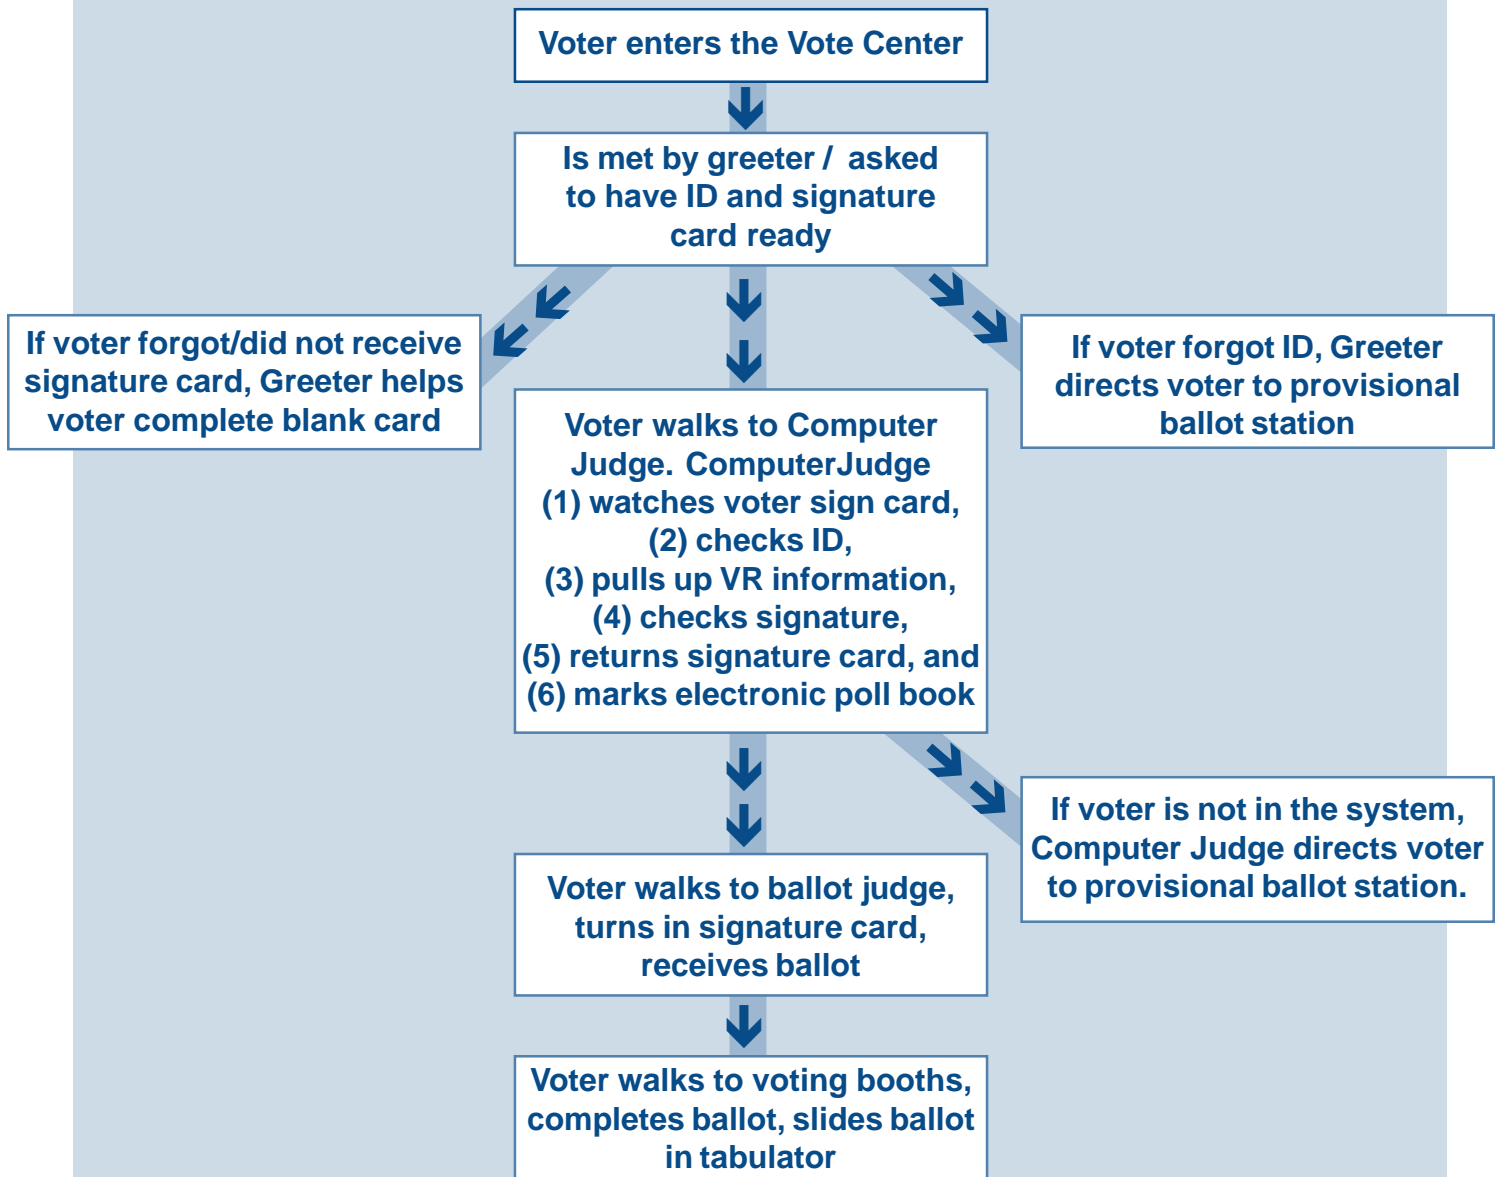 Voter enters the Vote Center
Is met by greeter / asked
to have ID and signature
card ready
If voter forgot/did not receive
signature card, Greeter helps
voter complete blank card
If voter forgot ID, Greeter
directs voter to provisional
ballot station
Voter walks to Computer
Judge. ComputerJudge
(1) watches voter sign card,
(2) checks ID,
(3) pulls up VR information,
(4) checks signature,
(5) returns signature card, and
(6) marks electronic poll book
If voter is not in the system,
Computer Judge directs voter
to provisional ballot station.
Voter walks to ballot judge,
turns in signature card,
receives ballot
Voter walks to voting booths,
completes ballot, slides ballot
in tabulator